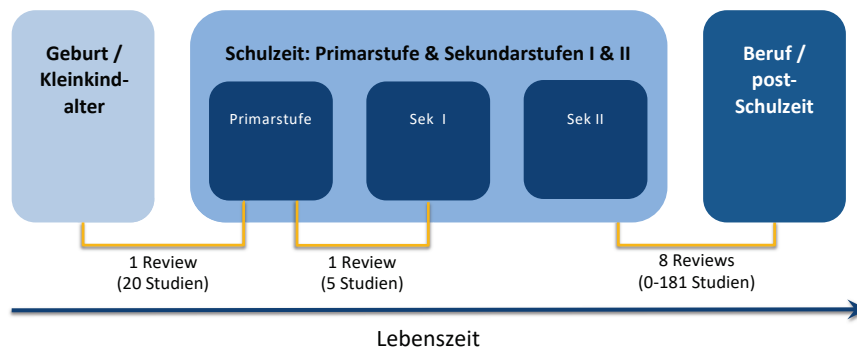 Geburt /
Kleinkind-
alter
Schulzeit: Primarstufe & Sekundarstufen I & II
Primarstufe
Sek I
Sek II
Beruf /
post-
Schulzeit
1 Review
(20 Studien)
1 Review
(5 Studien)
8 Reviews
(0-181 Studien)
Lebenszeit